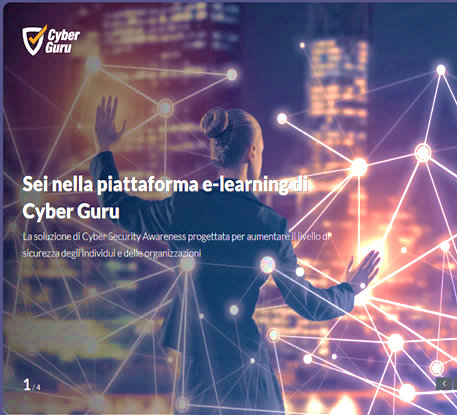 Cyber
Guru
Sei nella piattaforma e-learning di
Cyber Guru
La soluzione di Cyber Security Awareness progettata per aumentare il livello di
sicurezza degli individui e delle organizzazioni
1 / 4